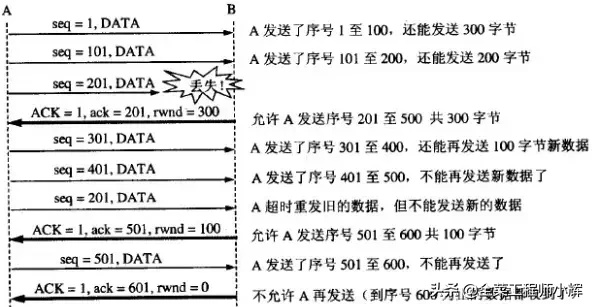 A B
seq = 1, DATA A 发送了序号 1 至 100，还能发送 300 字节
seq = 101, DATA A 发送了序号 101 至 200，还能发送 200 字节
seq = 201, DATA 丢失！
ACK = 1, ack = 201, rwnd = 300 允许 A 发送序号 201 至 500 共 300 字节
seq = 301, DATA A 发送了序号 301 至 400，还能再发送 100 字节新数据
seq = 401, DATA A 发送了序号 401 至 500，不能再发送新数据了
seq = 201, DATA A 超时重发旧的数据，但不能发送新的数据
ACK = 1, ack = 501, rwnd = 100 允许 A 发送序号 501 至 600 共 100 字节
seq = 501, DATA A 发送了序号 501 至 600，不能再发送了
ACK = 1, ack = 601, rwnd = 0 不允许 A 再发送（到序号 600
头条 工程师小解